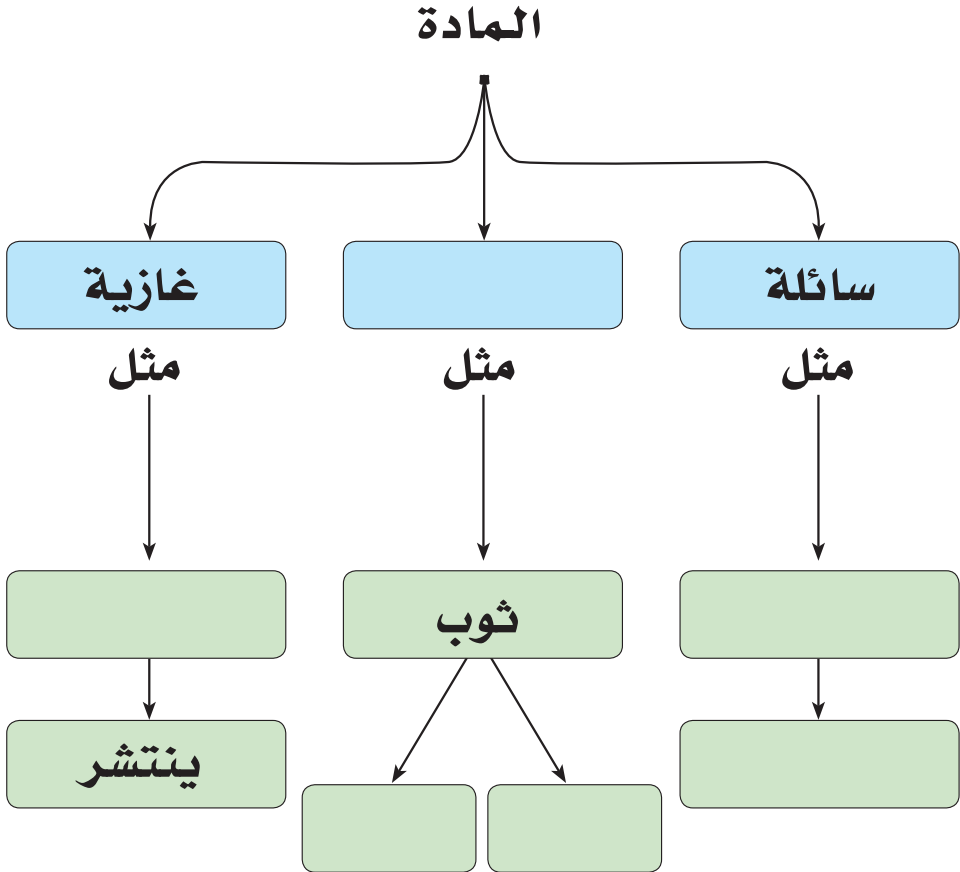 المادة
سائلة
غازية
مثل
مثل
مثل
ثوب
ينتشر